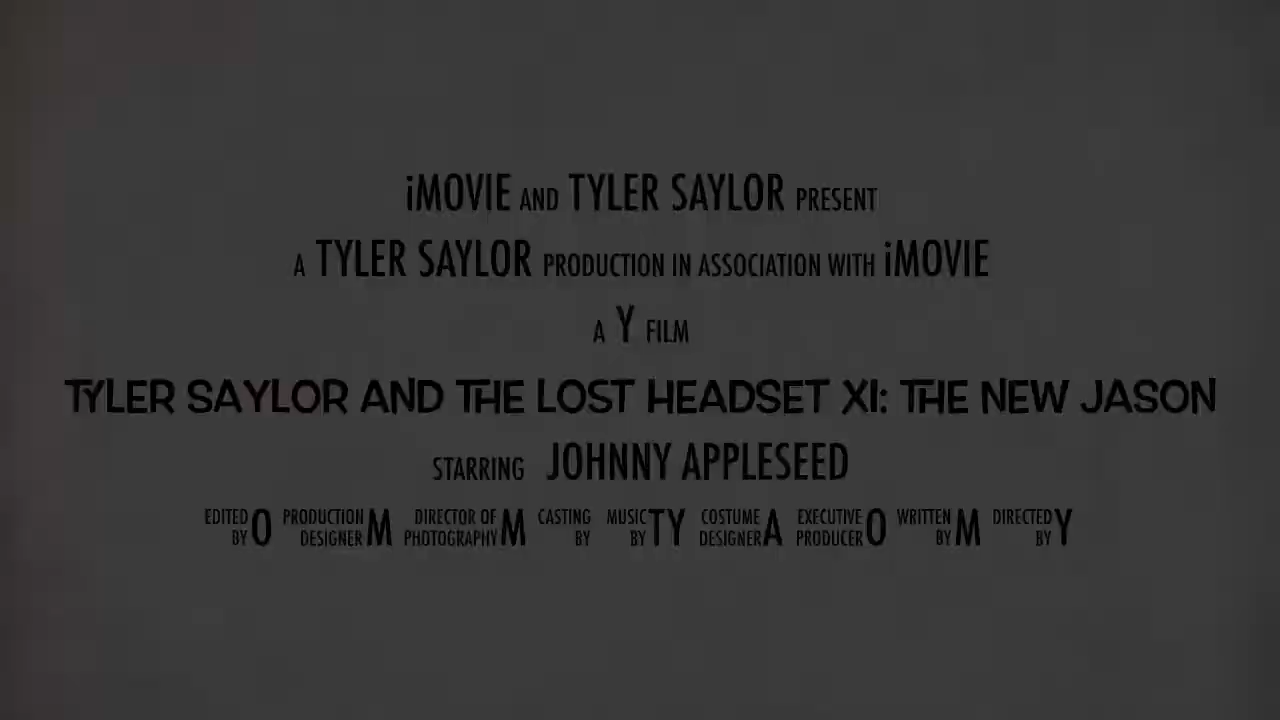 iMOVIE AND TYLER SAYLOR PRESENT
A TYLER SAYLOR PRODUCTION IN ASSOCIATION WITH iMOVIE
A Y FILM
TYLER SAYLOR AND THE LOST HEADSET XI: THE NEW JASON
STARRING JOHNNY APPLESEED
EDITED BY O PRODUCTION DESIGNER M DIRECTOR OF PHOTOGRAPHY M CASTING BY MUSIC BY TY COSTUME DESIGNER A EXECUTIVE PRODUCER O WRITTEN BY M DIRECTED BY Y